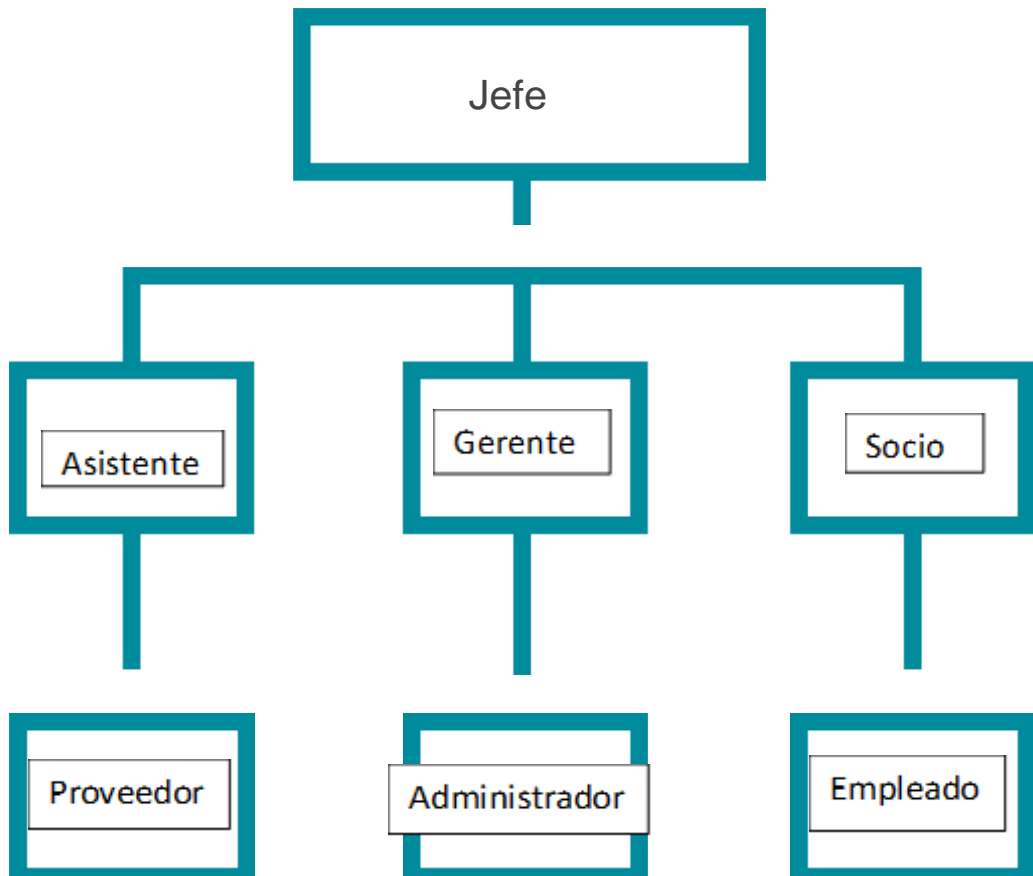 Jefe
Asistente
Gerente
Socio
Proveedor
Administrador
Empleado